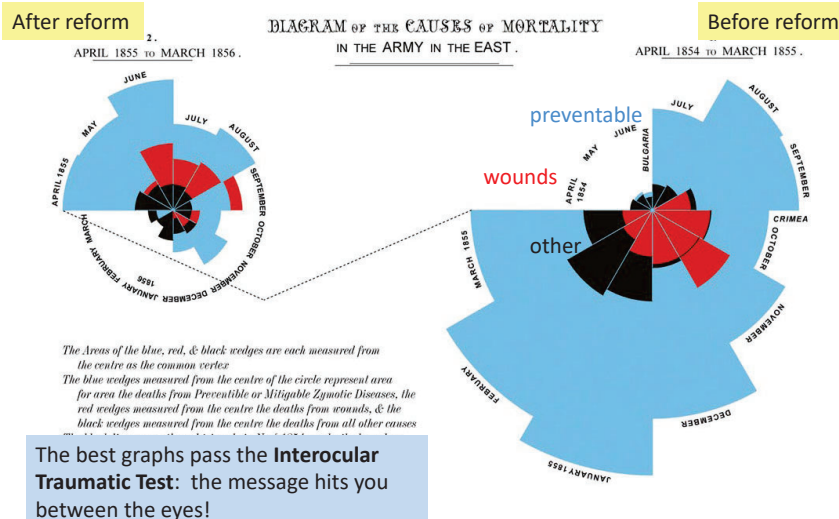 After reform
DIAGRAM OF THE CAUSES OF MORTALITY
IN THE ARMY IN THE EAST.
Before reform
2.
APRIL 1855 TO MARCH 1856.
APRIL 1854 TO MARCH 1855.
APRIL 1855
MAY
JUNE
JULY
AUGUST
SEPTEMBER
OCTOBER
NOVEMBER
DECEMBER
JANUARY
1856
FEBRUARY
MARCH
preventable
wounds
other
APRIL
1854
MAY
JUNE
BULGARIA
JULY
AUGUST
SEPTEMBER
CRIMEA
OCTOBER
NOVEMBER
DECEMBER
JANUARY 1855
FEBRUARY
MARCH 1855
The Areas of the blue, red, & black wedges are each measured from
the centre as the common vertex
The blue wedges measured from the centre of the circle represent area
for area the deaths from Preventible or Mitigable Zymotic Diseases, the
red wedges measured from the centre the deaths from wounds, & the
black wedges measured from the centre the deaths from all other causes
The best graphs pass the Interocular
Traumatic Test: the message hits you
between the eyes!